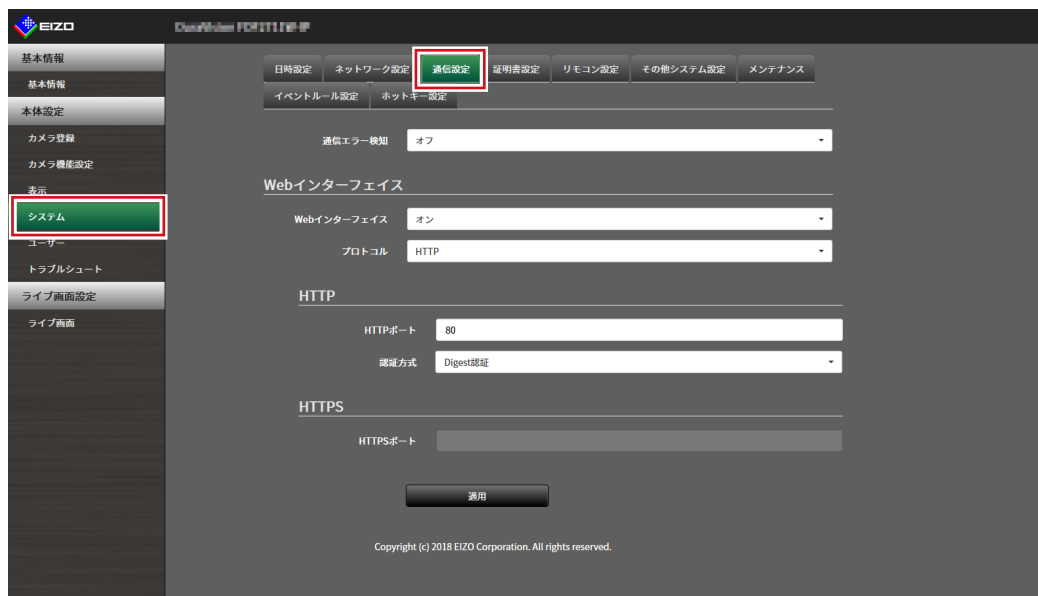 EIZO
基本情報
基本情報
本体設定
カメラ登録
カメラ機能設定
表示
システム
ユーザー
トラブルシュート
ライブ画面設定
ライブ画面
日時設定 ネットワーク設定 通信設定 証明書設定 リモコン設定 その他システム設定 メンテナンス
イベントルール設定 ホットキー設定
通信エラー検知 オフ
Webインターフェイス
Webインターフェイス オン
プロトコル HTTP
HTTP
HTTPポート 80
認証方式 Digest認証
HTTPS
HTTPSポート
適用
Copyright (c) 2018 EIZO Corporation. All rights reserved.